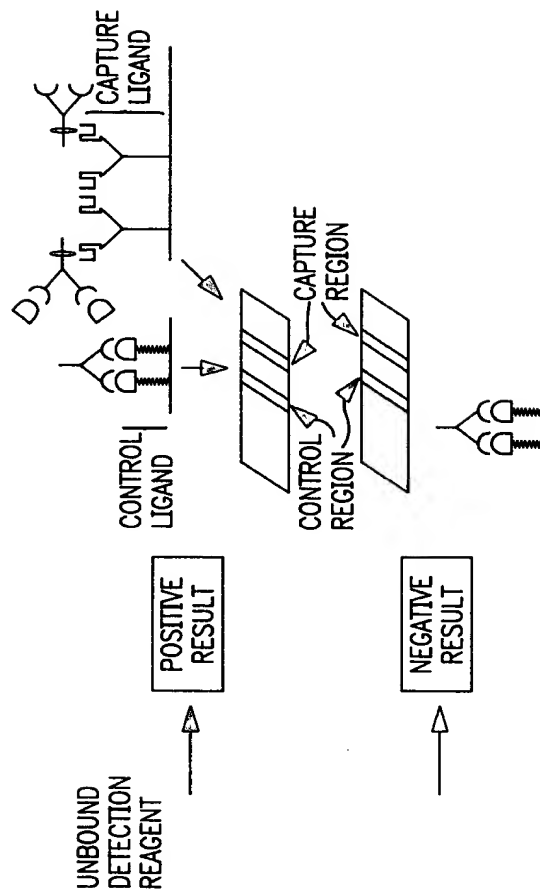 UNBOUND
DETECTION
REAGENT
POSITIVE
RESULT
NEGATIVE
RESULT
CONTROL
LIGAND
CAPTURE
LIGAND
CONTROL
REGION
CAPTURE
REGION